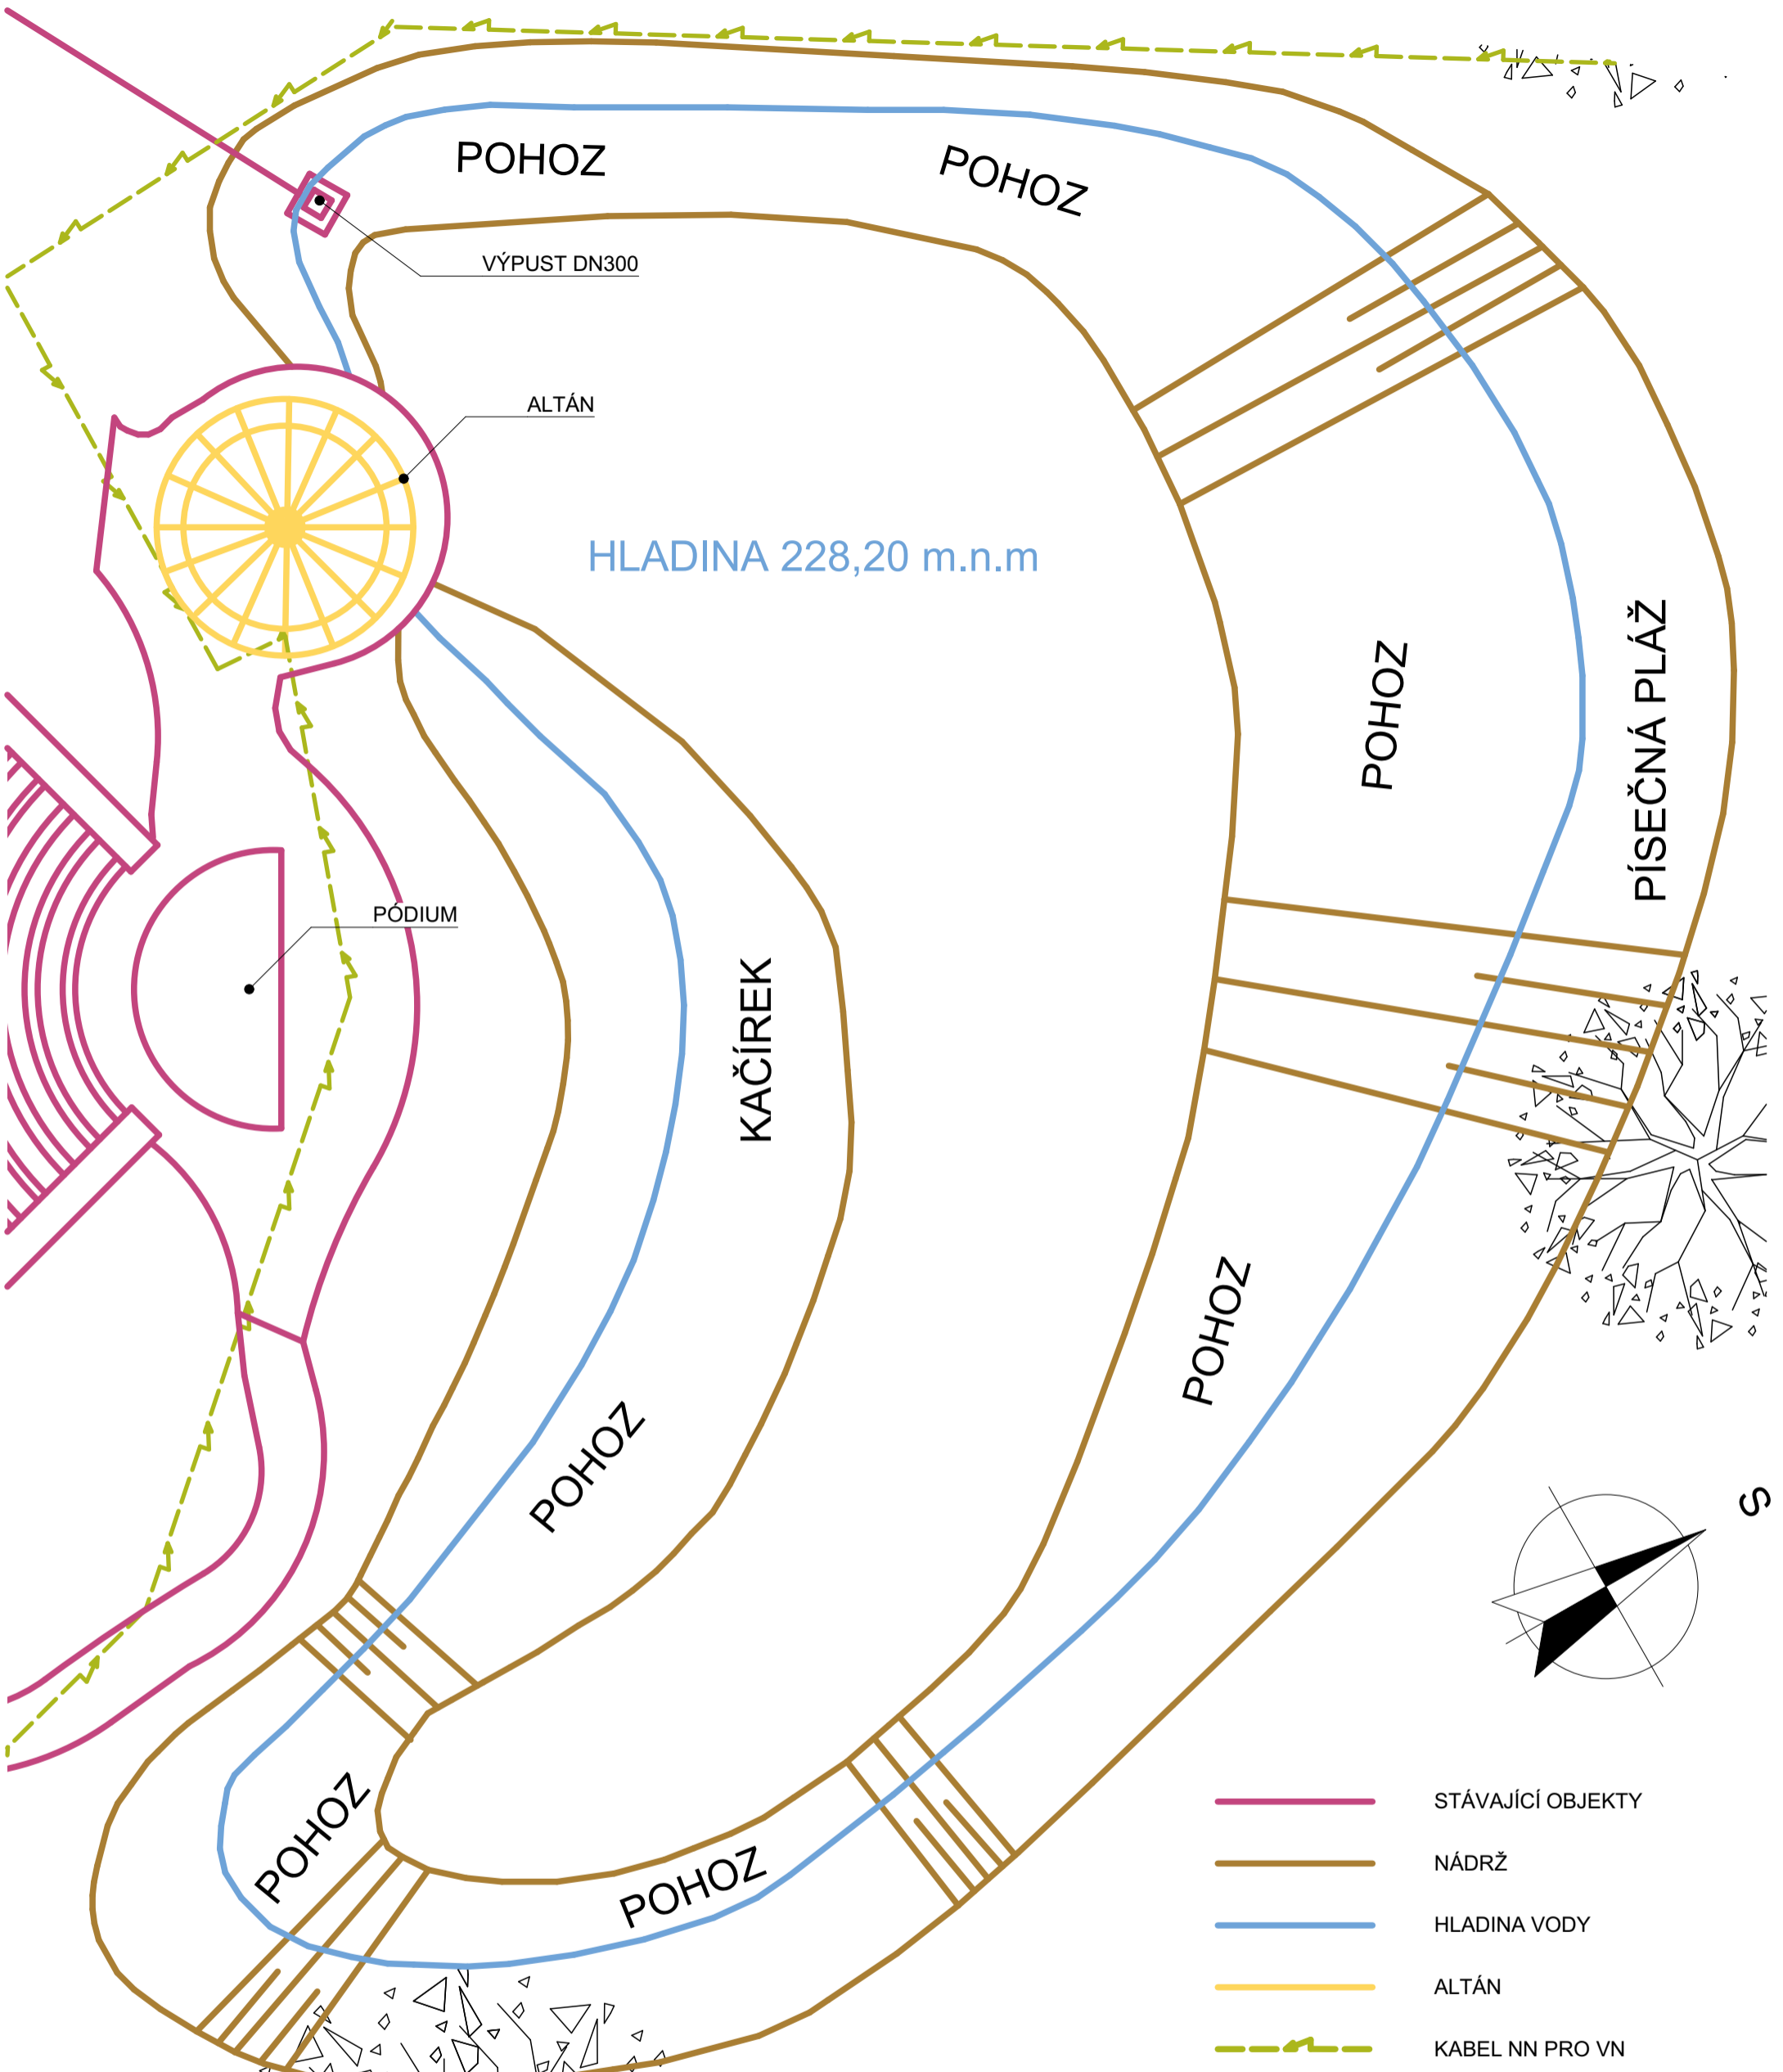 POHOZ
POHOZ
VÝPUST DN300
ALTÁN
HLADINA 228,20 m.n.m
POHOZ
PÍSEČNÁ PLÁŽ
PÓDIUM
KAČÍREK
POHOZ
POHOZ
S
POHOZ
POHOZ
STÁVAJÍCÍ OBJEKTY
NÁDRŽ
HLADINA VODY
ALTÁN
KABEL NN PRO VN